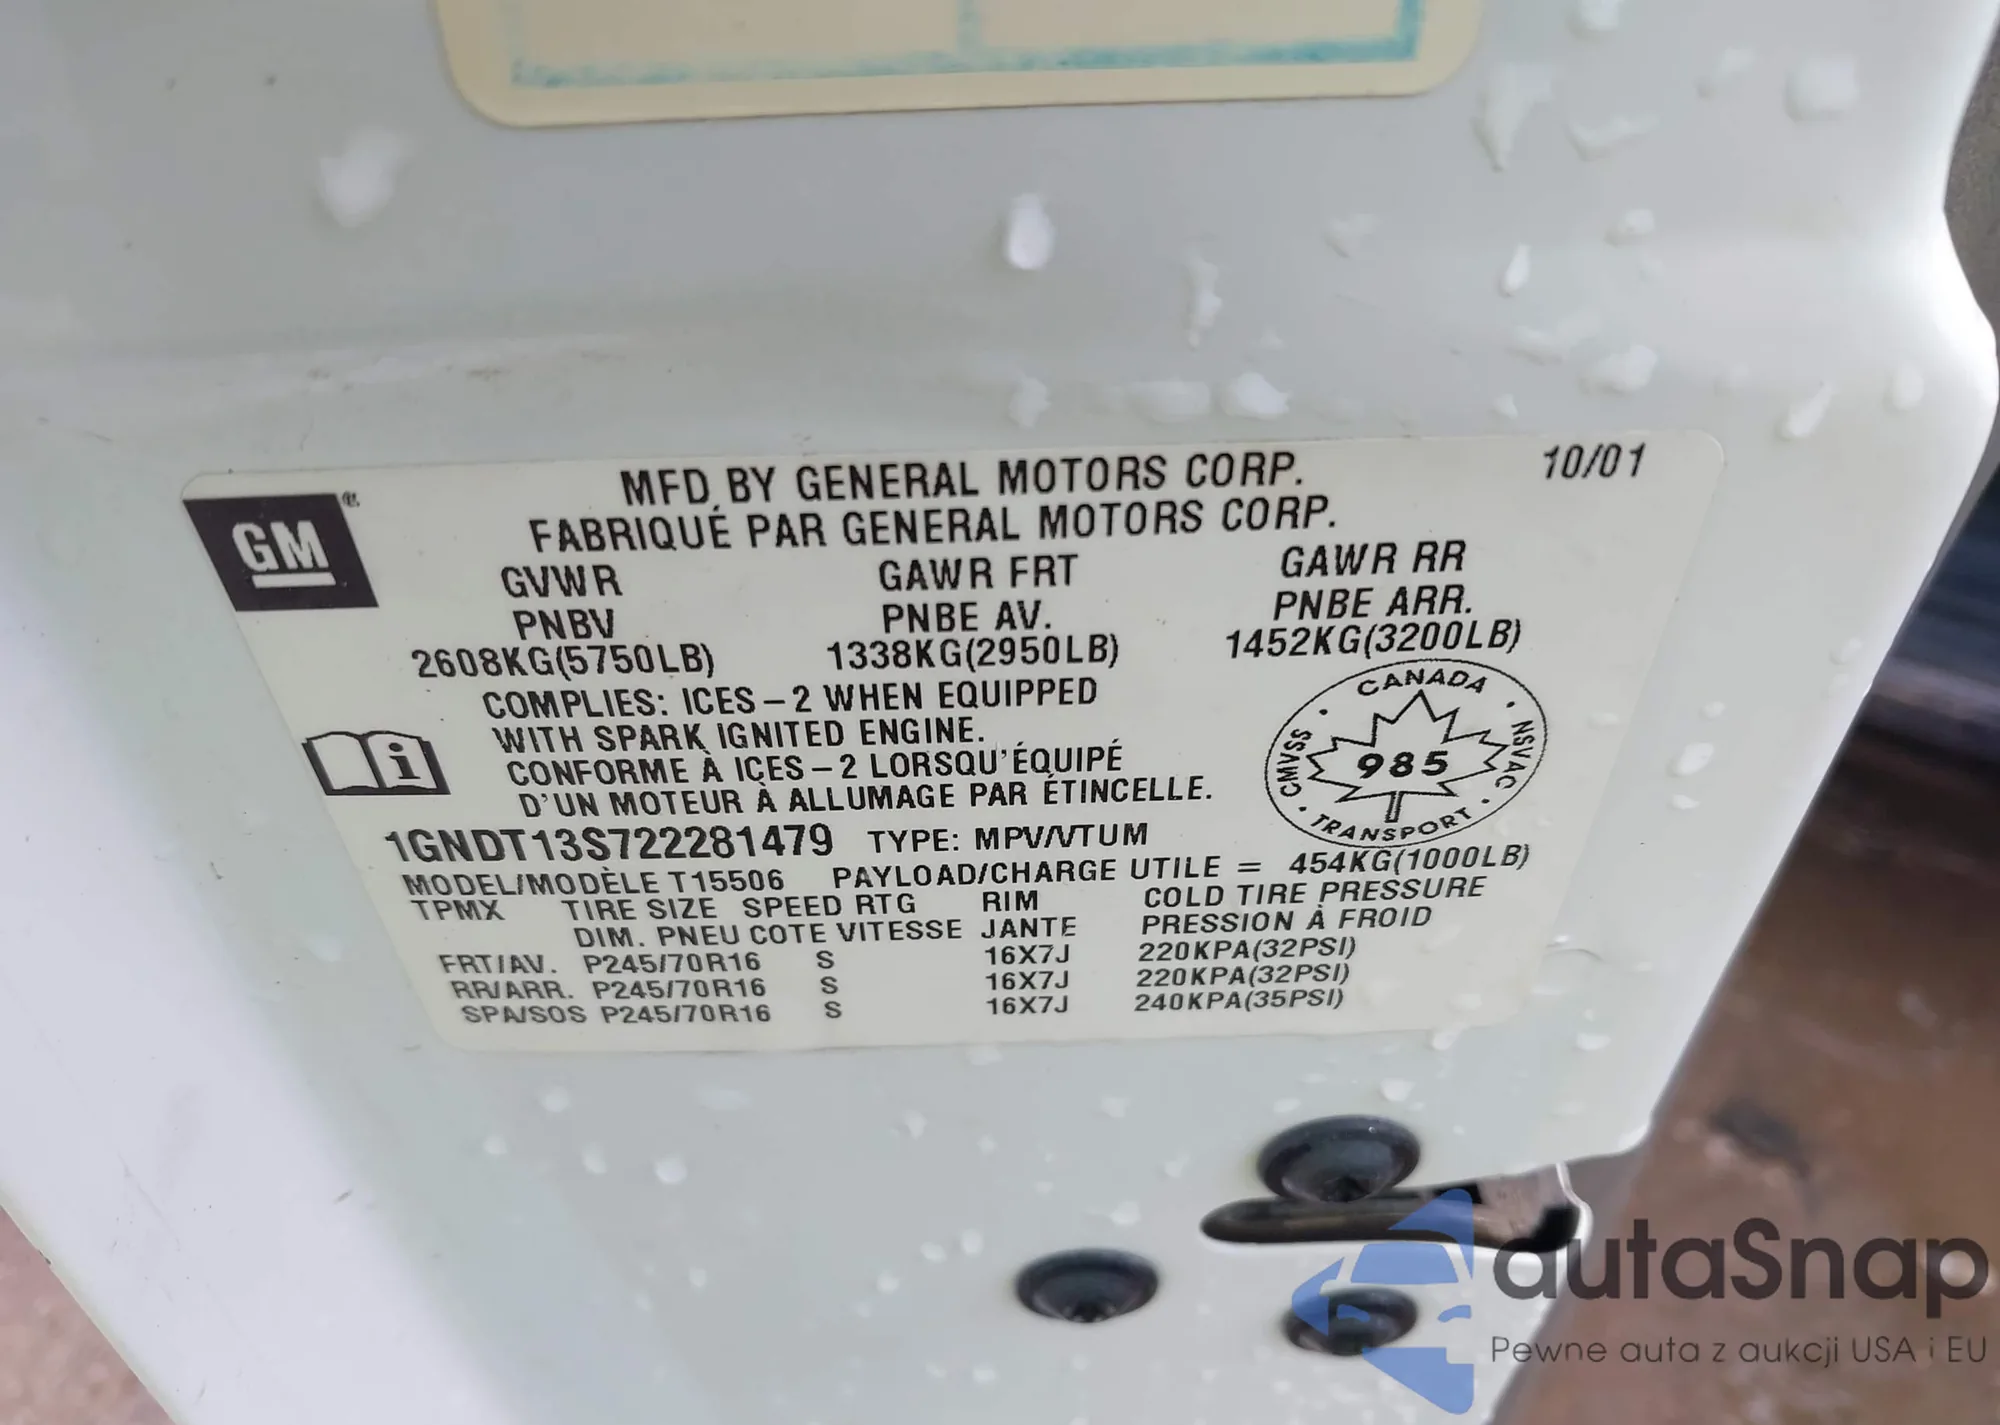 MFD. BY GENERAL MOTORS CORP. 10/01
FABRIQUÉ PAR GENERAL MOTORS CORP.
GM ®
GVWR GAWR FRT GAWR RR
PNBV PNBE AV. PNBE ARR.
2608KG(5750LB) 1338KG(2950LB) 1452KG(3200LB)
COMPLIES: ICES-2 WHEN EQUIPPED
WITH SPARK IGNITED ENGINE.
CONFORME À ICES-2 LORSQU'ÉQUIPÉ
D'UN MOTEUR À ALLUMAGE PAR ÉTINCELLE.
i
CANADA
CMVSS · 985 · NSVAC
TRANSPORT
1GNDT13S722281479 TYPE: MPV/VTUM
MODEL/MODÈLE T15506 PAYLOAD/CHARGE UTILE = 454KG(1000LB)
TPMX TIRE SIZE SPEED RTG RIM COLD TIRE PRESSURE
DIM. PNEU COTE VITESSE JANTE PRESSION À FROID
FRT/AV. P245/70R16 S 16X7J 220KPA(32PSI)
RR/ARR. P245/70R16 S 16X7J 220KPA(32PSI)
SPA/SOS P245/70R16 S 16X7J 240KPA(35PSI)
autaSnap
Pewne auta z aukcji USA i EU